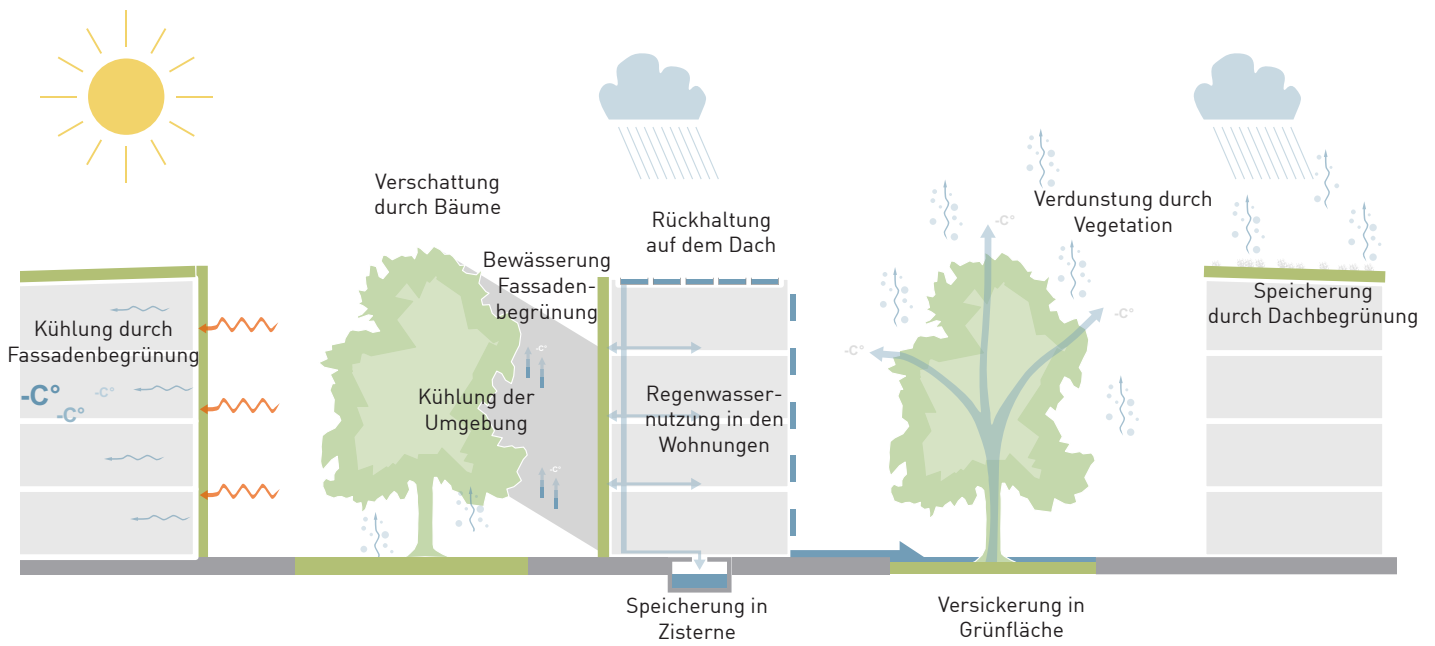 Verschattung
durch Bäume
Rückhaltung
auf dem Dach
Verdunstung durch
Vegetation
-C°
Bewässerung
Fassaden-
begrünung
Speicherung
durch Dachbegrünung
Kühlung durch
Fassadenbegrünung
-C°
-C°
-C°
-C°
-C°
-C°
Kühlung der
Umgebung
Regenwasser-
nutzung in den
Wohnungen
-C°
Speicherung in
Zisterne
Versickerung in
Grünfläche